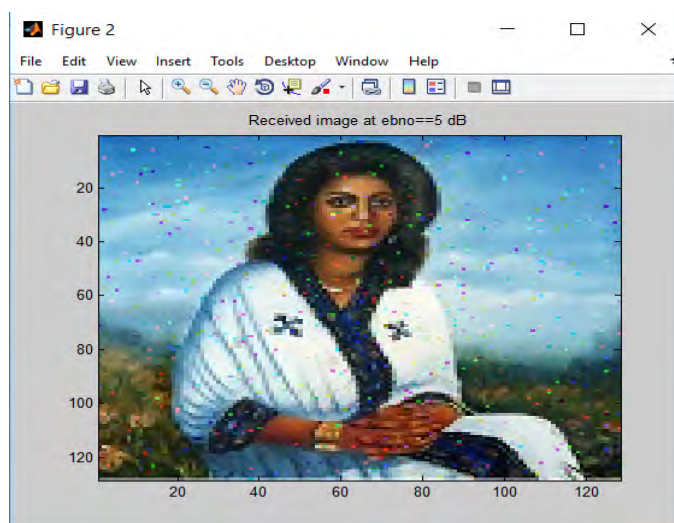 Figure 2
File Edit View Insert Tools Desktop Window Help
Received image at ebno==5 dB
20
40
60
80
100
120
20 40 60 80 100 120